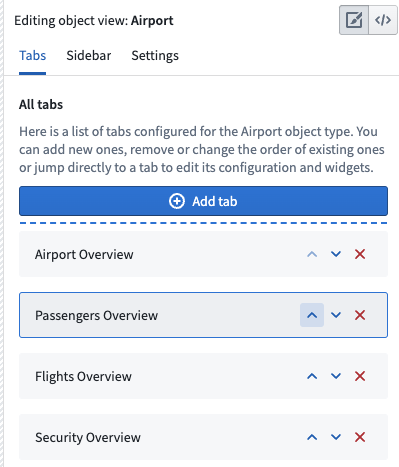 Editing object view: Airport
</>
Tabs Sidebar Settings
All tabs
Here is a list of tabs configured for the Airport object type. You
can add new ones, remove or change the order of existing ones
or jump directly to a tab to edit its configuration and widgets.
Add tab
Airport Overview
Passengers Overview
Flights Overview
Security Overview